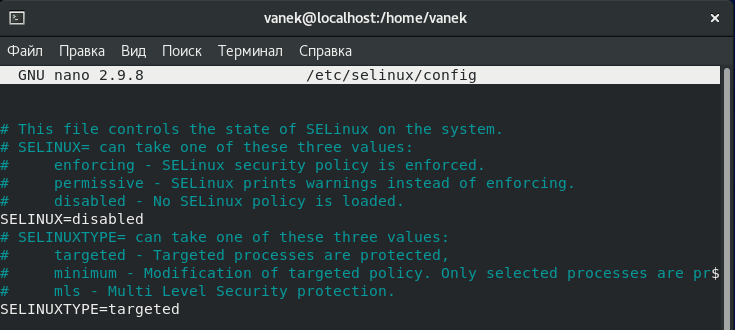 vanek@localhost:/home/vanek
Файл Правка Вид Поиск Терминал Справка
GNU nano 2.9.8 /etc/selinux/config
# This file controls the state of SELinux on the system.
# SELINUX= can take one of these three values:
#     enforcing - SELinux security policy is enforced.
#     permissive - SELinux prints warnings instead of enforcing.
#     disabled - No SELinux policy is loaded.
SELINUX=disabled
# SELINUXTYPE= can take one of these three values:
#     targeted - Targeted processes are protected,
#     minimum - Modification of targeted policy. Only selected processes are pr$
#     mls - Multi Level Security protection.
SELINUXTYPE=targeted